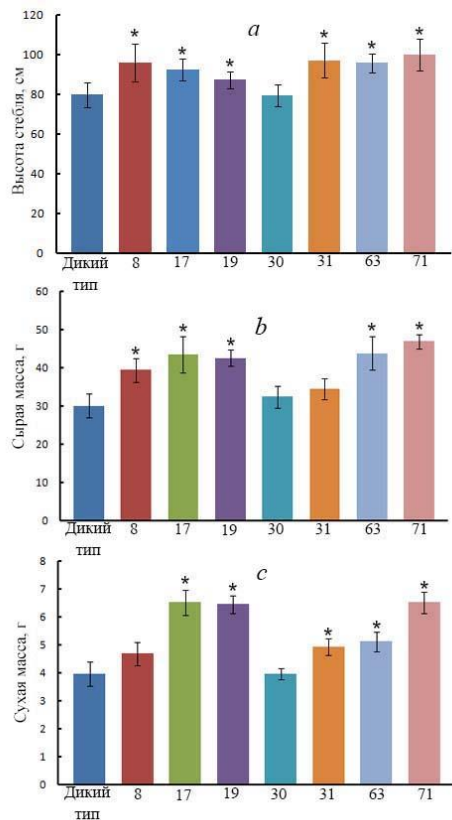 a
Высота стебля, см
120
100
80
60
40
20
0
* * * * * *
Дикий тип 8 17 19 30 31 63 71
b
Сырая масса, г
60
50
40
30
20
10
0
* * * * *
Дикий тип 8 17 19 30 31 63 71
c
Сухая масса, г
8
7
6
5
4
3
2
1
0
* * * * *
Дикий тип 8 17 19 30 31 63 71